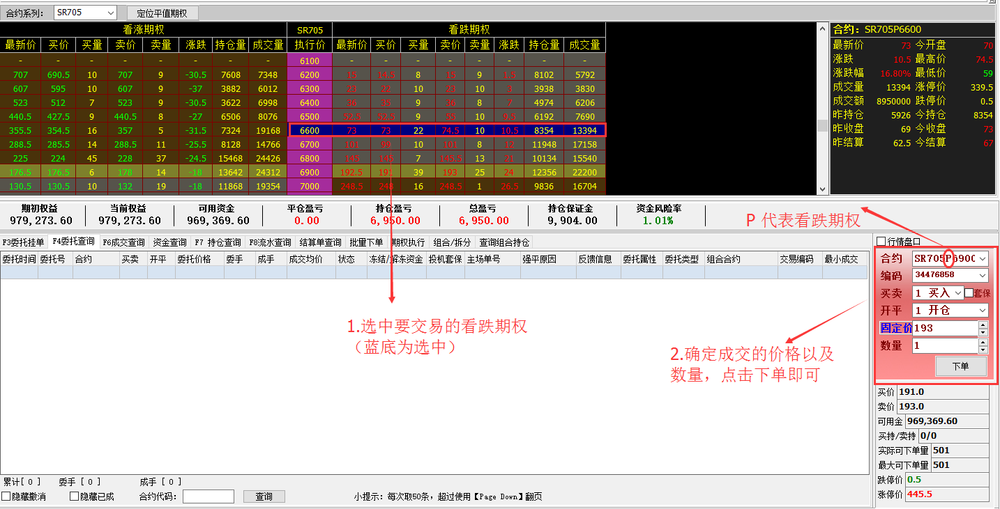 合约系列： SR705 定位平值期权
看涨期权 SR705 看跌期权
最新价 买价 买量 卖价 卖量 涨跌 持仓量 成交量 执行价 最新价 买价 买量 卖价 卖量 涨跌 持仓量 成交量
- - - - - - - - 6100 - - - - - - - -
707 690.5 10 707 9 -30.5 7608 7348 6200 15 14.5 8 15 9 1.5 8102 5792
607 595 10 607 9 -37 3882 6012 6300 23 22 10 23 10 3 3938 3830
523 512 7 523 9 -30.5 3622 6998 6400 36 35 9 36 8 7 4974 6206
440.5 427.5 9 440.5 8 -27 6506 8076 6500 52.5 52.5 9 55 10 9.5 6192 7690
355.5 354.5 16 357 5 -31.5 7324 19168 6600 73 73 22 74.5 10 10.5 8354 13394
288.5 285.5 14 288.5 11 -25.5 8128 14766 6700 101 99 10 101 8 12 11948 17158
225 224 45 228 37 -24.5 15468 24426 6800 145 145 7 145.5 13 21 10134 15540
176.5 176.5 6 178 14 -18 13642 24312 6900 192.5 191 39 193 25 24 12356 22200
130.5 130.5 10 132 19 -18 11868 19354 7000 248.5 248 16 248.5 1 26.5 9836 16704
合约：SR705P6600
最新价 73 今开盘 70
涨跌 10.5 最高价 74.5
涨跌幅 16.80% 最低价 59
成交量 13394 涨停价 339.5
成交额 8950000 跌停价 0.5
昨持仓 5926 今持仓 8354
昨收盘 69 今收盘 73
昨结算 62.5 今结算 67
期初权益 当前权益 可用资金 平仓盈亏 持仓盈亏 总盈亏 持仓保证金 资金风险率
979,273.60 979,273.60 969,369.60 0.00 6,950.00 6,950.00 9,904.00 1.01%
P 代表看跌期权
F3委托挂单 F4委托查询 F6成交查询 资金查询 F7 持仓查询 F8流水查询 结算单查询 批量下单 期权执行 组合/拆分 查询组合持仓
委托时间 委托号 合约 买卖 开平 委托价格 委手 成手 成交均价 状态 冻结/解冻资金 投机套保 主场单号 强平原因 反馈信息 委托属性 委托类型 组合合约 交易编码 最小成交
1.选中要交易的看跌期权
（蓝底为选中）
2.确定成交的价格以及
数量，点击下单即可
行情盘口
合约 SR705P6900
编码 34476858
买卖 1 买入 套保
开平 1 开仓
固定价 193
数量 1
下单
买价 191.0
卖价 193.0
可用金 969,369.60
买持/卖持 0/0
实际可下单量 501
最大可下单量 501
跌停价 0.5
涨停价 445.5
累计[ 0 ] 委手 [ 0 ] 成手 [ 0 ]
隐藏撤消 隐藏已成 合约代码： 查询 小提示：每次取50条，超过使用【Page Down】翻页